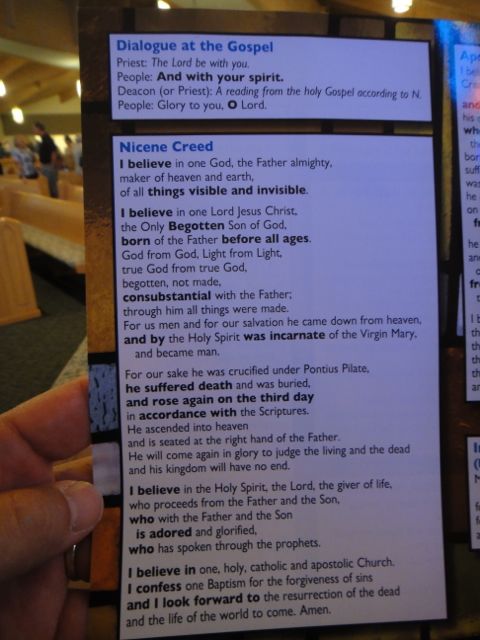 Dialogue at the Gospel
Priest: The Lord be with you.
People: And with your spirit.
Deacon (or Priest): A reading from the holy Gospel according to N.
People: Glory to you, O Lord.
Nicene Creed
I believe in one God, the Father almighty,
maker of heaven and earth,
of all things visible and invisible.
I believe in one Lord Jesus Christ,
the Only Begotten Son of God,
born of the Father before all ages.
God from God, Light from Light,
true God from true God,
begotten, not made,
consubstantial with the Father;
through him all things were made.
For us men and for our salvation he came down from heaven,
and by the Holy Spirit was incarnate of the Virgin Mary,
and became man.
For our sake he was crucified under Pontius Pilate,
he suffered death and was buried,
and rose again on the third day
in accordance with the Scriptures.
He ascended into heaven
and is seated at the right hand of the Father.
He will come again in glory to judge the living and the dead
and his kingdom will have no end.
I believe in the Holy Spirit, the Lord, the giver of life,
who proceeds from the Father and the Son,
who with the Father and the Son
is adored and glorified,
who has spoken through the prophets.
I believe in one, holy, catholic and apostolic Church.
I confess one Baptism for the forgiveness of sins
and I look forward to the resurrection of the dead
and the life of the world to come. Amen.